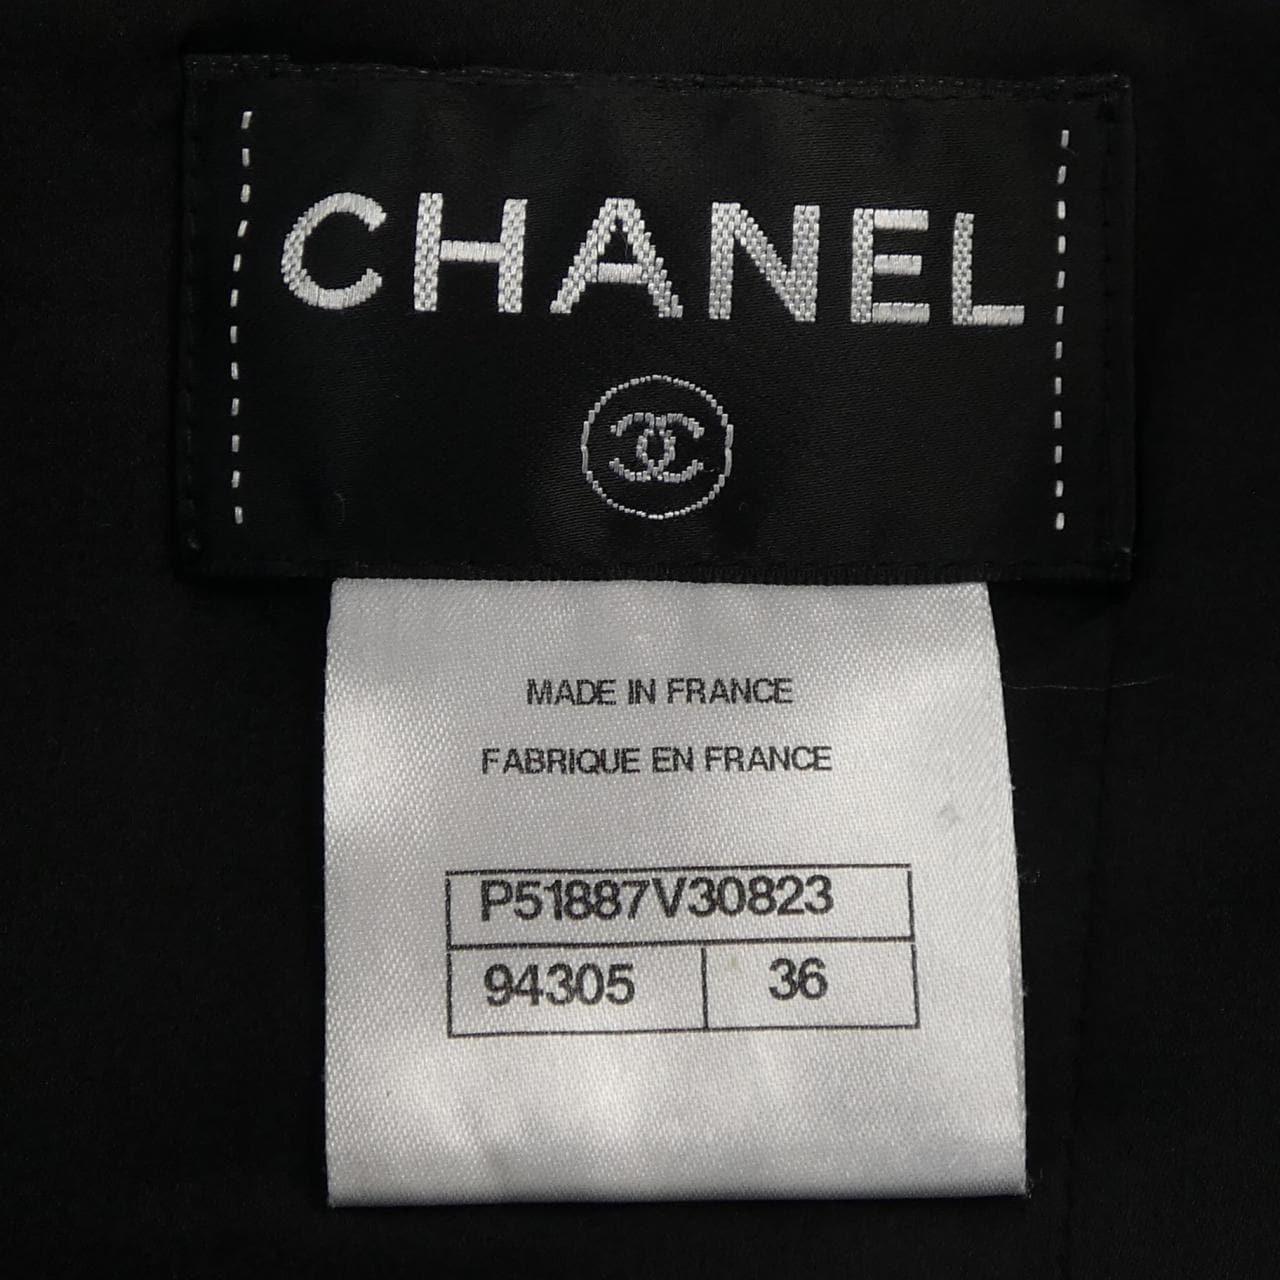 CHANEL
MADE IN FRANCE
FABRIQUE EN FRANCE
P51887V30823
94305 36